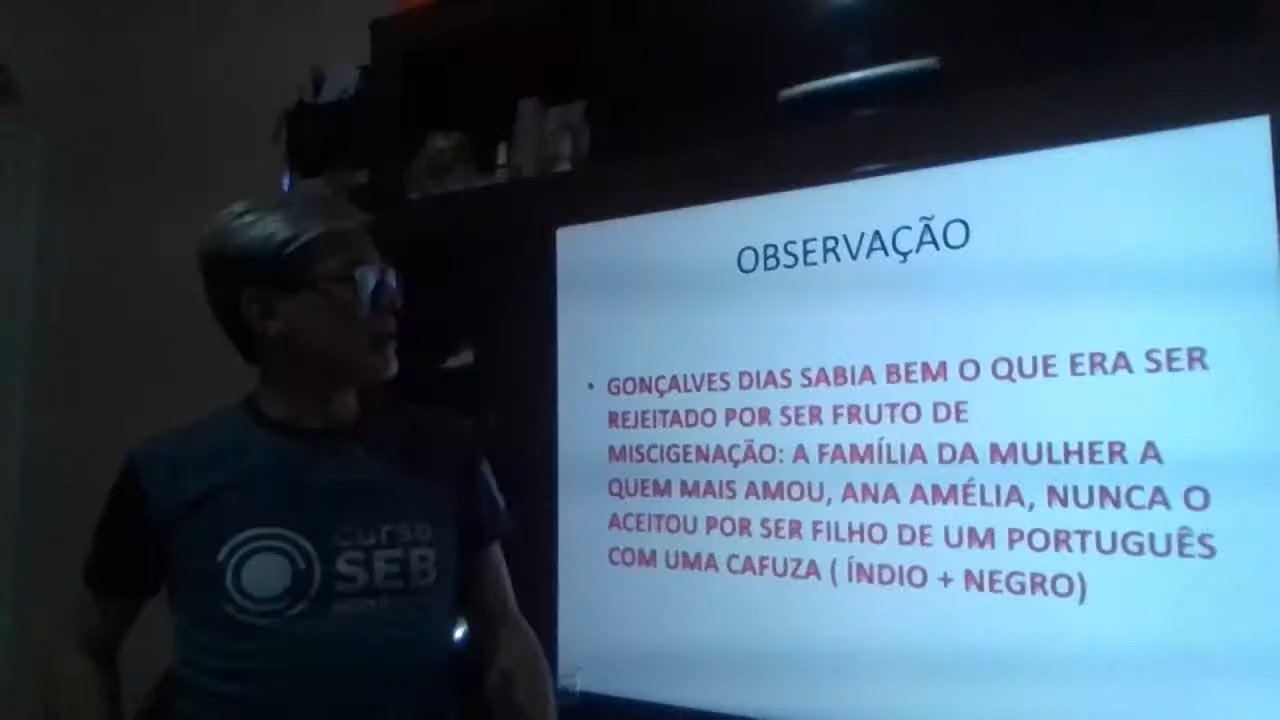 OBSERVAÇÃO
• GONÇALVES DIAS SABIA BEM O QUE ERA SER
REJEITADO POR SER FRUTO DE
MISCIGENAÇÃO: A FAMÍLIA DA MULHER A
QUEM MAIS AMOU, ANA AMÉLIA, NUNCA O
ACEITOU POR SER FILHO DE UM PORTUGUÊS
COM UMA CAFUZA ( ÍNDIO + NEGRO)
curso
SEB